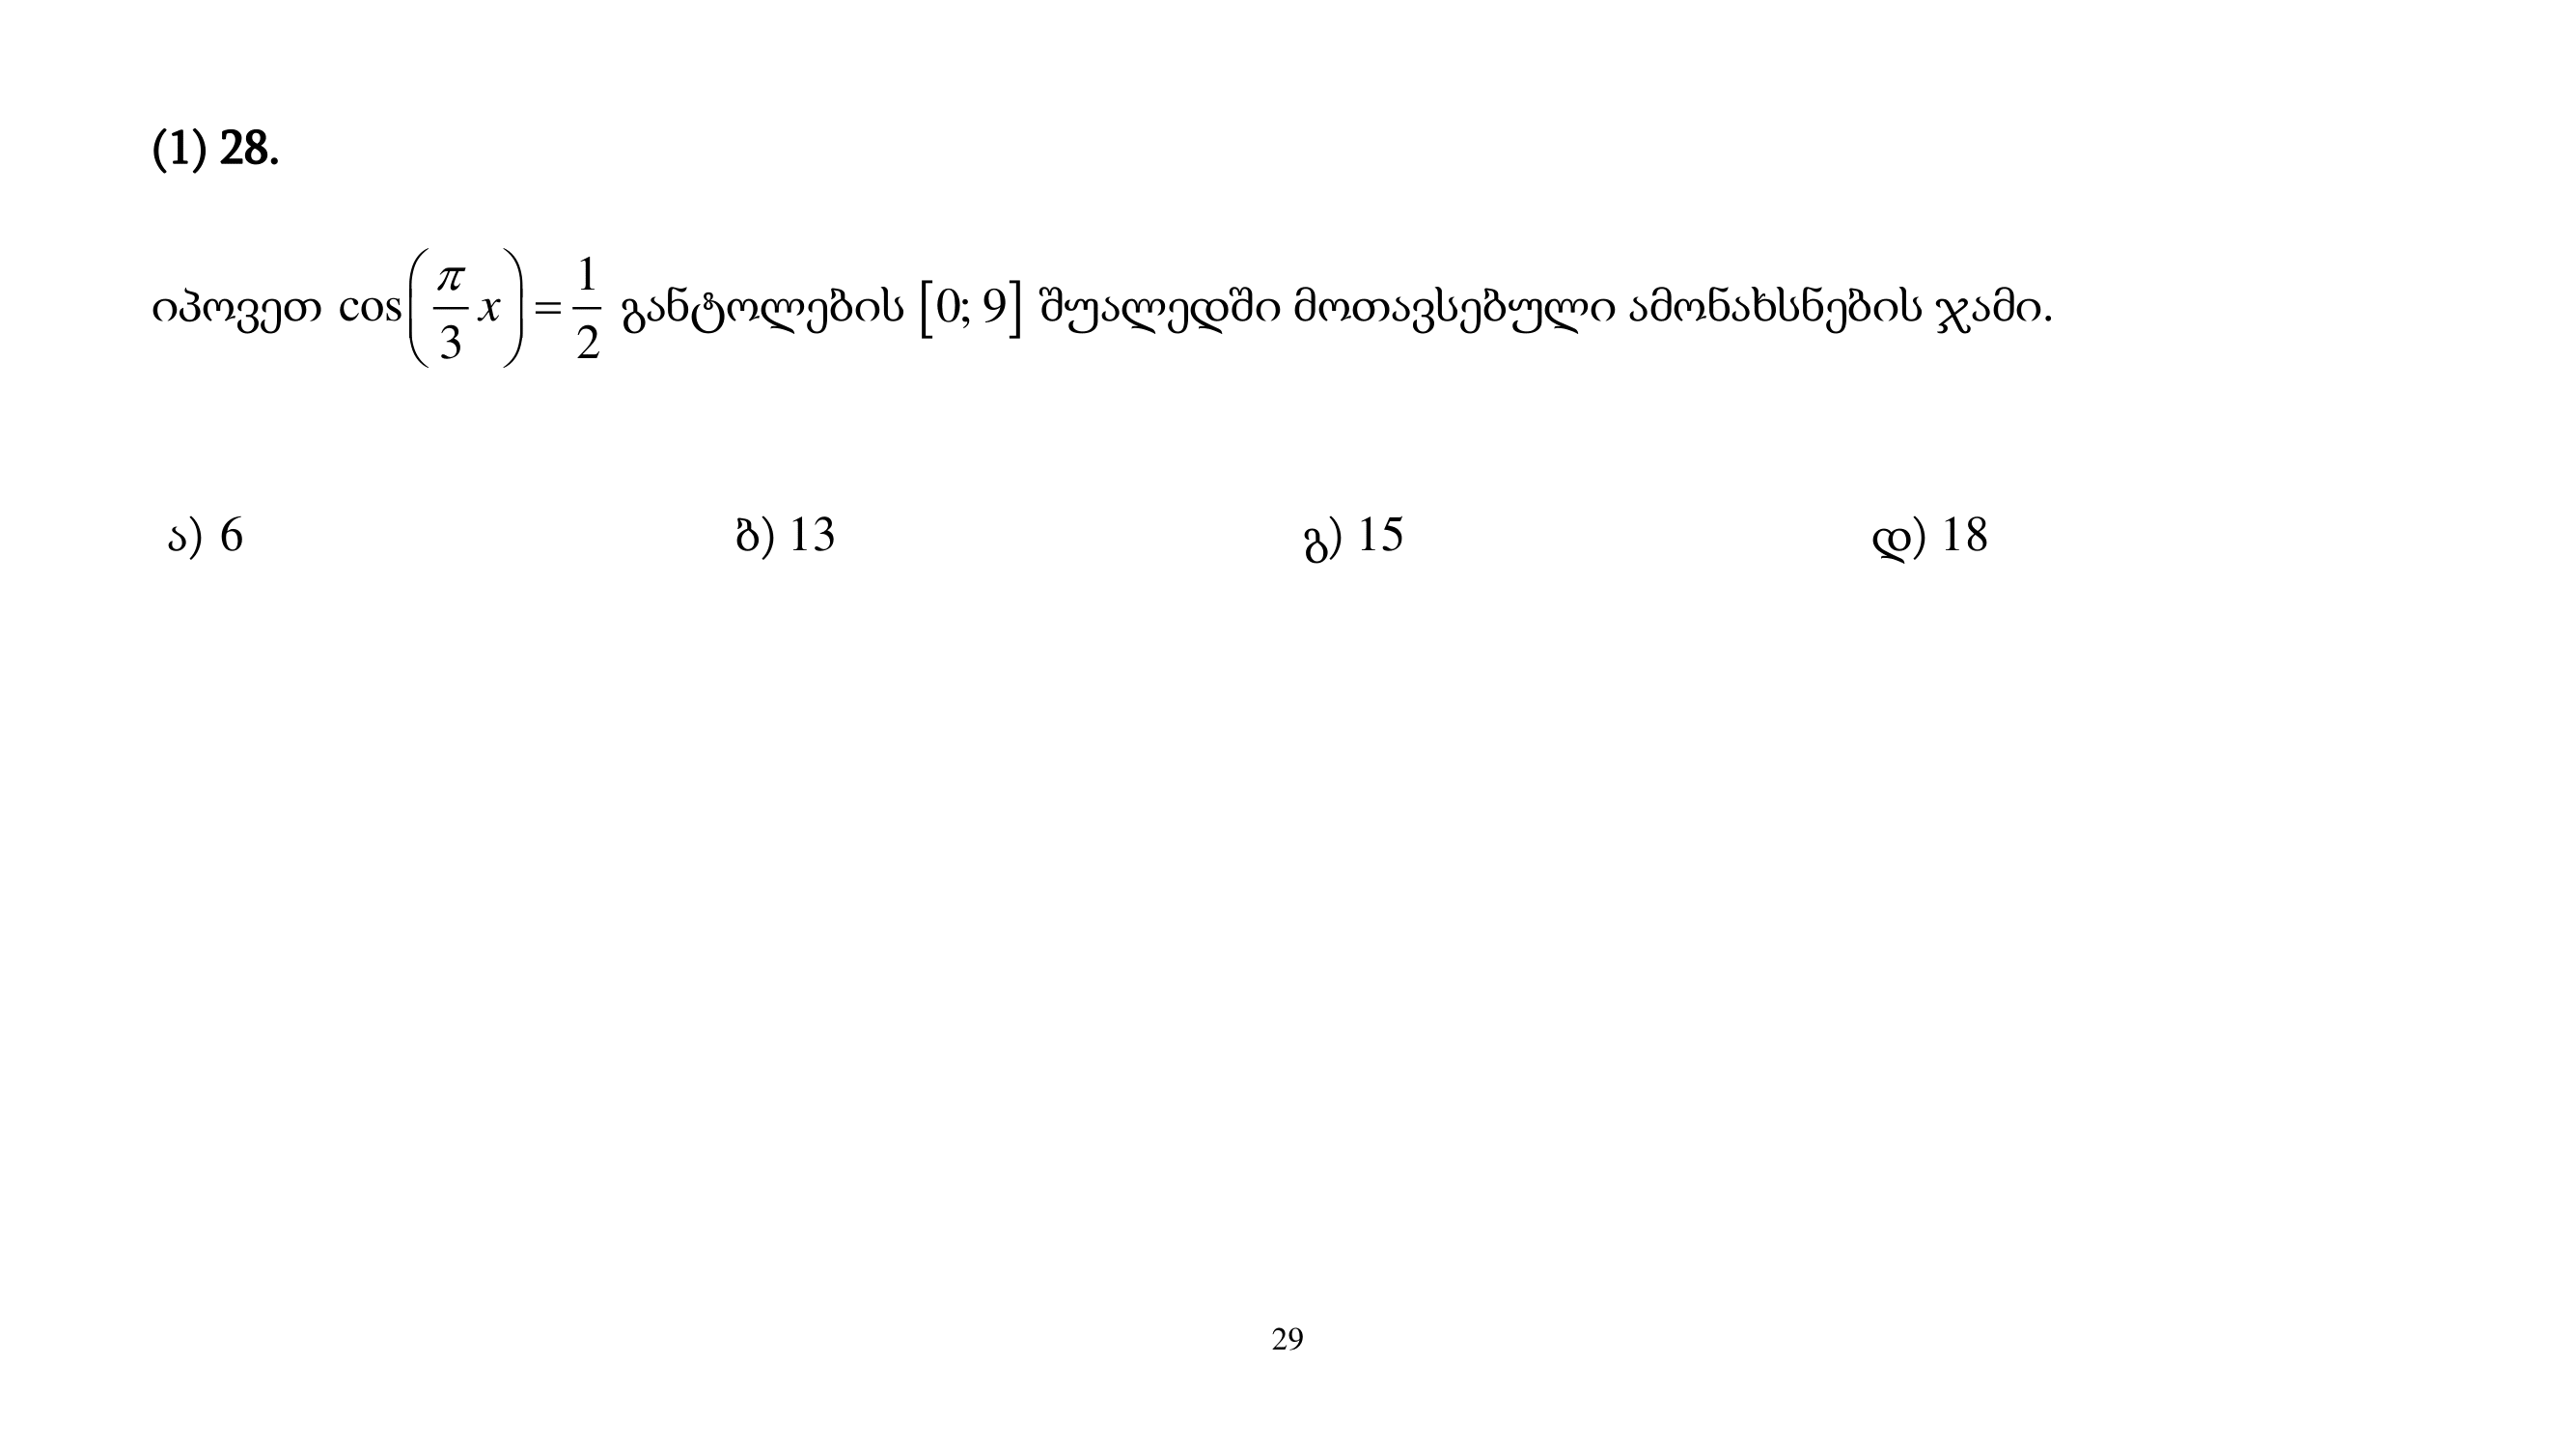 (1) 28.
იპოვეთ cos(π/3 x) = 1/2 განტოლების [0; 9] შუალედში მოთავსებული ამონახსნების ჯამი.
ა) 6 ბ) 13 გ) 15 დ) 18
29